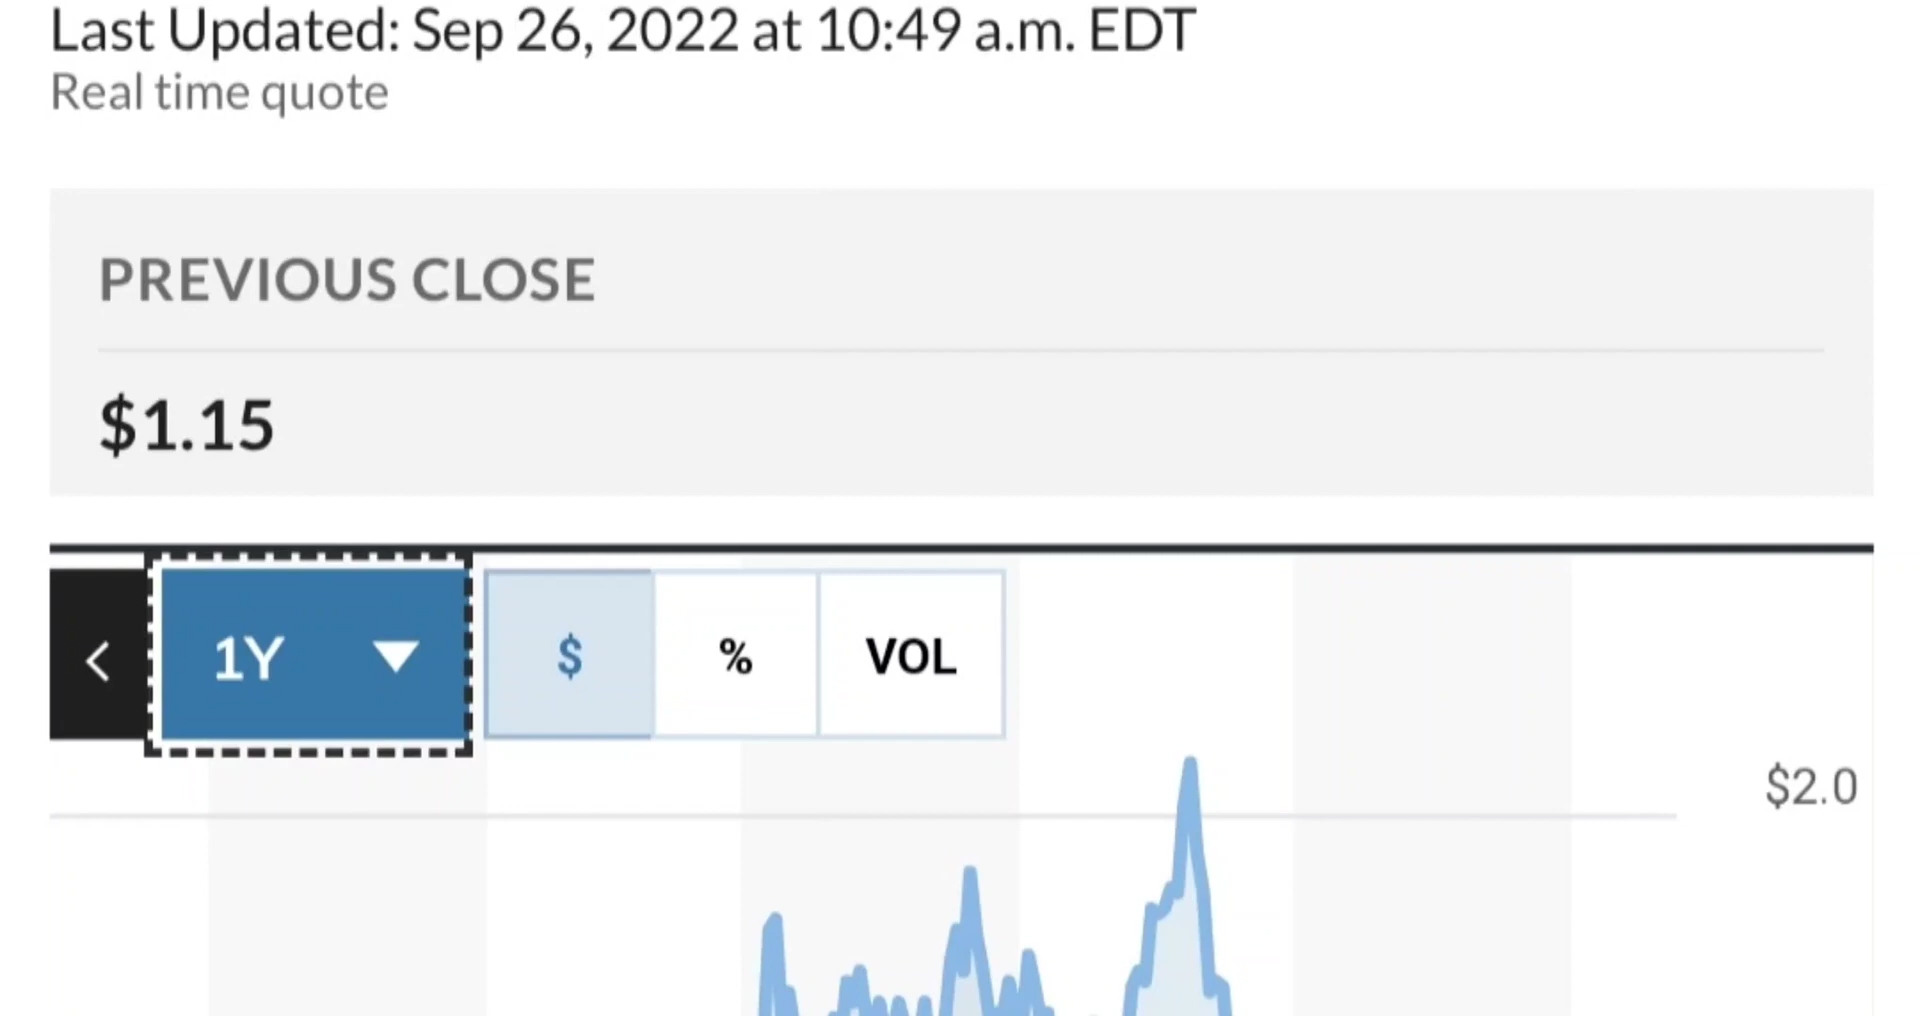 Last Updated: Sep 26, 2022 at 10:49 a.m. EDT
Real time quote
PREVIOUS CLOSE
$1.15
1Y $ % VOL
$2.0